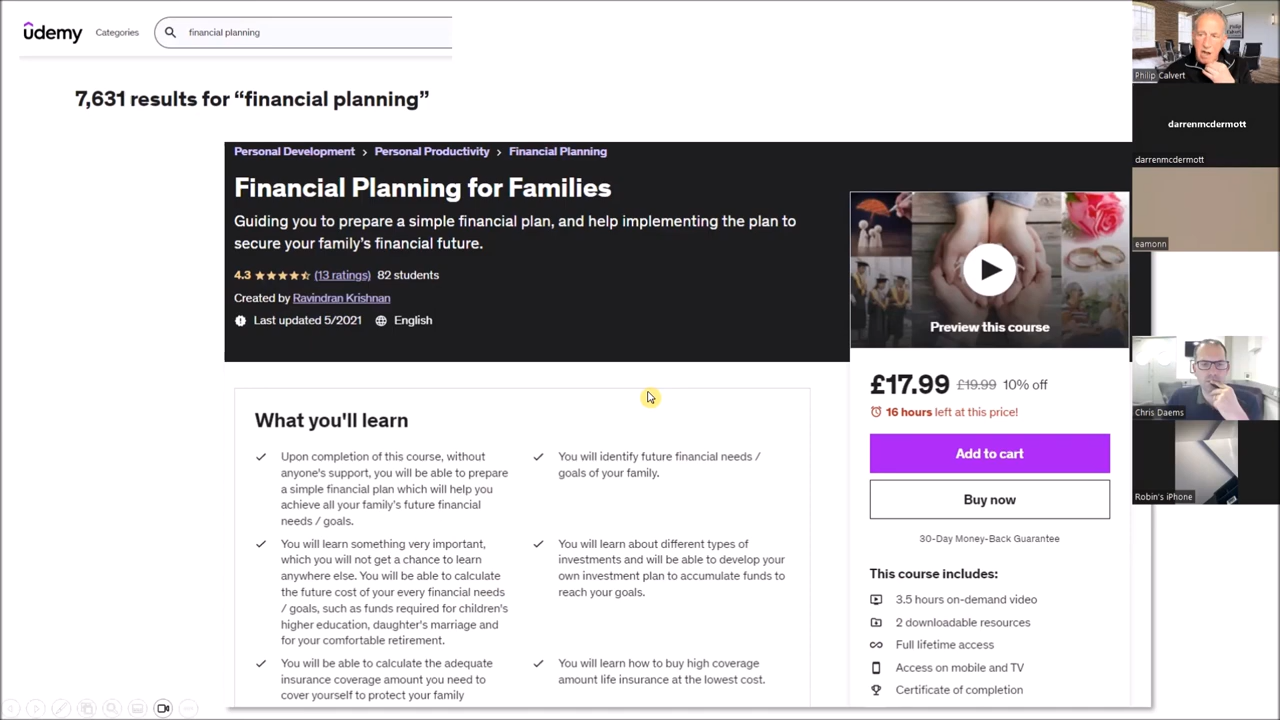 ûdemy
Categories
financial planning
7,631 results for “financial planning”
Personal Development > Personal Productivity > Financial Planning
Financial Planning for Families
Guiding you to prepare a simple financial plan, and help implementing the plan to
secure your family’s financial future.
4.3 (13 ratings) 82 students
Created by Ravindran Krishnan
Last updated 5/2021 English
What you'll learn
Upon completion of this course, without
anyone's support, you will be able to prepare
a simple financial plan which will help you
achieve all your family's future financial
needs / goals.
You will identify future financial needs /
goals of your family.
You will learn something very important,
which you will not get a chance to learn
anywhere else. You will be able to calculate
the future cost of your every financial needs
/ goals, such as funds required for children's
higher education, daughter's marriage and
for your comfortable retirement.
You will learn about different types of
investments and will be able to develop your
own investment plan to accumulate funds to
reach your goals.
You will be able to calculate the adequate
insurance coverage amount you need to
cover yourself to protect your family
You will learn how to buy high coverage
amount life insurance at the lowest cost.
Preview this course
£17.99 £19.99 10% off
16 hours left at this price!
Add to cart
Buy now
30-Day Money-Back Guarantee
This course includes:
3.5 hours on-demand video
2 downloadable resources
Full lifetime access
Access on mobile and TV
Certificate of completion
Philip Calvert
darrenmcdermott
darrenmcdermott
eamonn
Chris Daems
Robin's iPhone